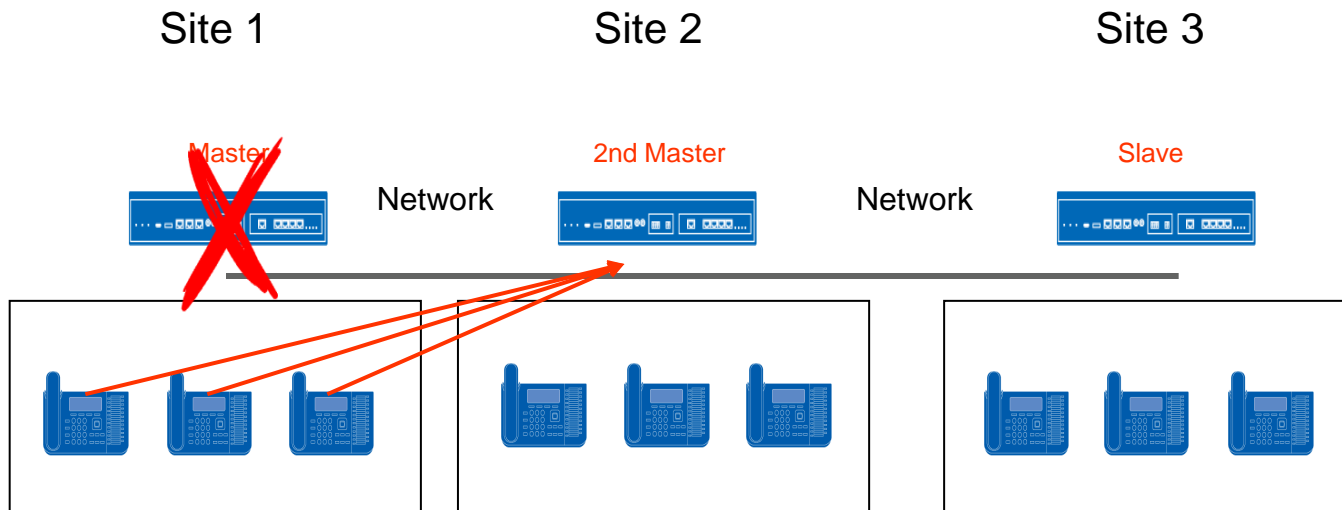 Site 1
Site 2
Site 3
Master
2nd Master
Slave
Network
Network